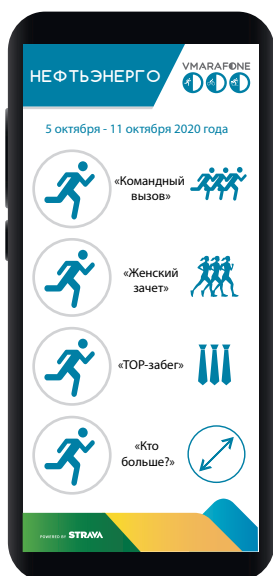 НЕФТЬЭНЕРГО
VMARAFONE
5 октября - 11 октября 2020 года
«Командный
вызов»
«Женский
зачет»
«TOP-забег»
«Кто
больше?»
POWERED BY STRAVA